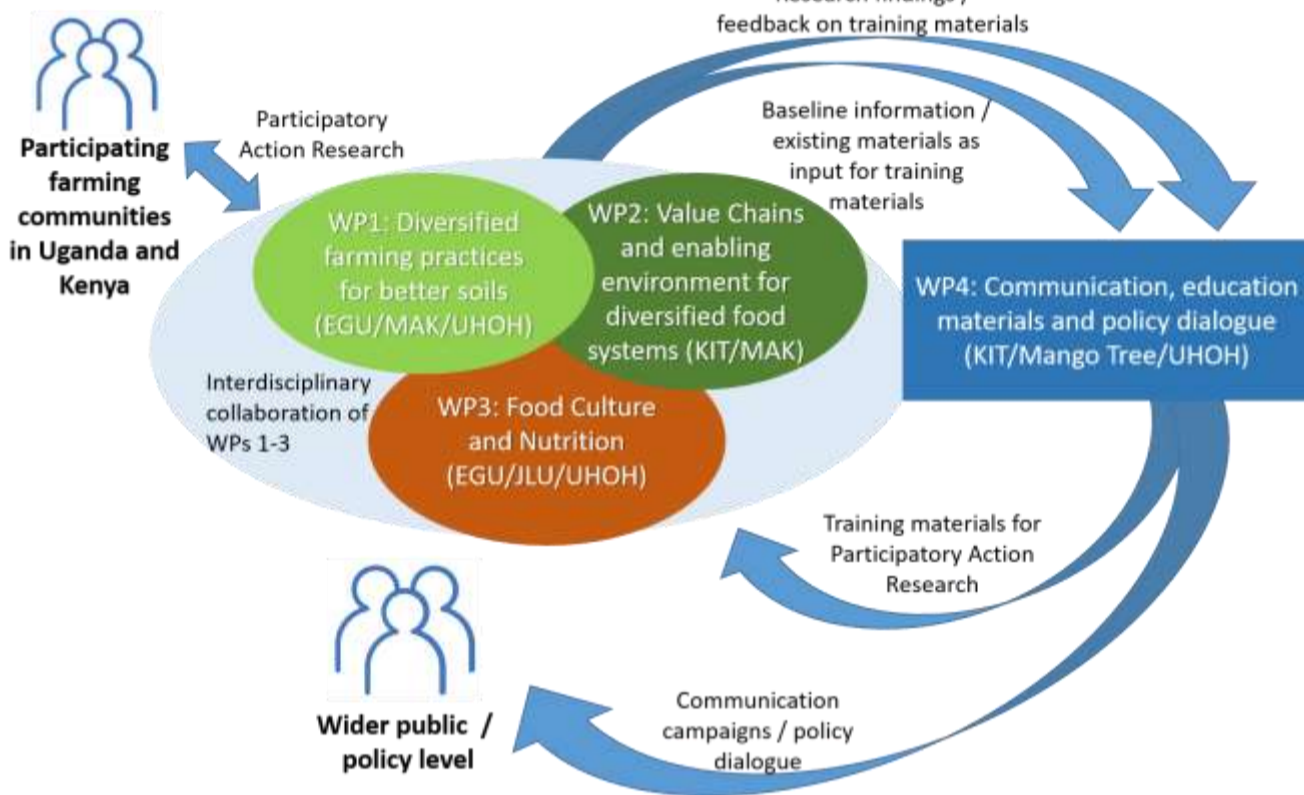 Research findings /
feedback on training materials
Participatory
Action Research
Participating
farming
communities
in Uganda and
Kenya
Baseline information /
existing materials as
input for training
materials
WP1: Diversified
farming practices
for better soils
(EGU/MAK/UHOH)
WP2: Value Chains
and enabling
environment for
diversified food
systems (KIT/MAK)
WP4: Communication, education
materials and policy dialogue
(KIT/Mango Tree/UHOH)
Interdisciplinary
collaboration of
WPs 1-3
WP3: Food Culture
and Nutrition
(EGU/JLU/UHOH)
Training materials for
Participatory Action
Research
Wider public /
policy level
Communication
campaigns / policy
dialogue